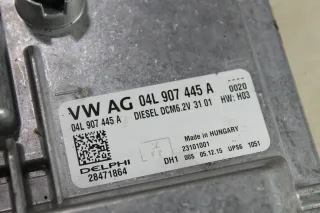 VW AG 04L 907 445 A
04L 907 445 A DIESEL DCM6.2V 31 01
0020
HW: H03
Made in HUNGARY
23101001
DH1 00S 05.12.15 UP56 1051
DELPHI
28471864